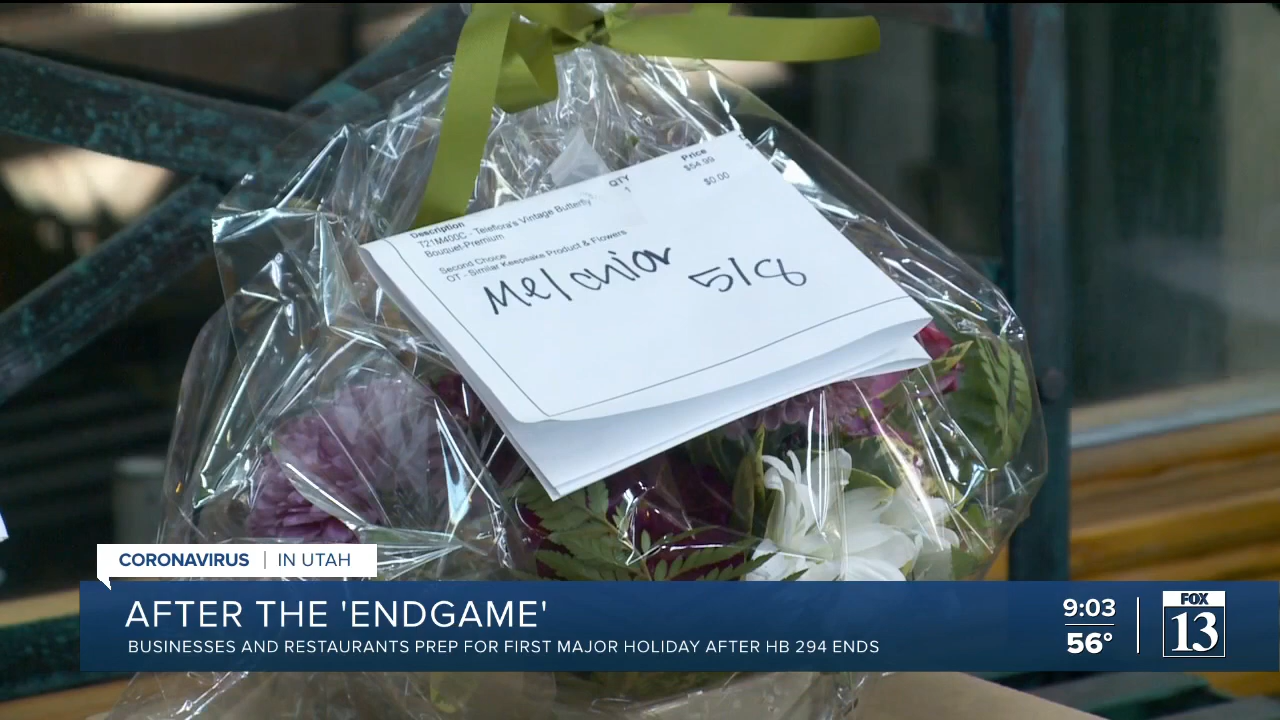 Description
QTY
Price
T21M400C - Teleflora's Vintage Butterfly
Bouquet-Premium
1
$54.99
Second Choice
$0.00
OT - Similar Keepsake Product & Flowers
Melchior 5/8
CORONAVIRUS | IN UTAH
AFTER THE 'ENDGAME'
BUSINESSES AND RESTAURANTS PREP FOR FIRST MAJOR HOLIDAY AFTER HB 294 ENDS
9:03
56°
FOX
13